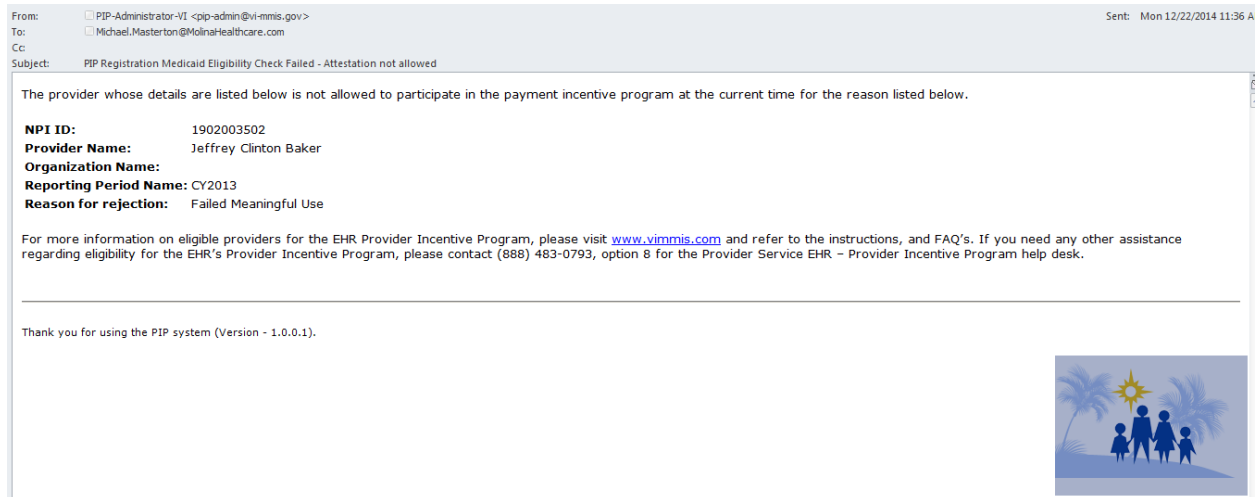 From: PIP-Administrator-VI <pip-admin@vi-mmis.gov> Sent: Mon 12/22/2014 11:36 A
To: Michael.Masterton@MolinaHealthcare.com
Cc:
Subject: PIP Registration Medicaid Eligibility Check Failed - Attestation not allowed
The provider whose details are listed below is not allowed to participate in the payment incentive program at the current time for the reason listed below.
NPI ID: 1902003502
Provider Name: Jeffrey Clinton Baker
Organization Name:
Reporting Period Name: CY2013
Reason for rejection: Failed Meaningful Use
For more information on eligible providers for the EHR Provider Incentive Program, please visit www.vimmis.com and refer to the instructions, and FAQ's. If you need any other assistance
regarding eligibility for the EHR's Provider Incentive Program, please contact (888) 483-0793, option 8 for the Provider Service EHR – Provider Incentive Program help desk.
Thank you for using the PIP system (Version - 1.0.0.1).